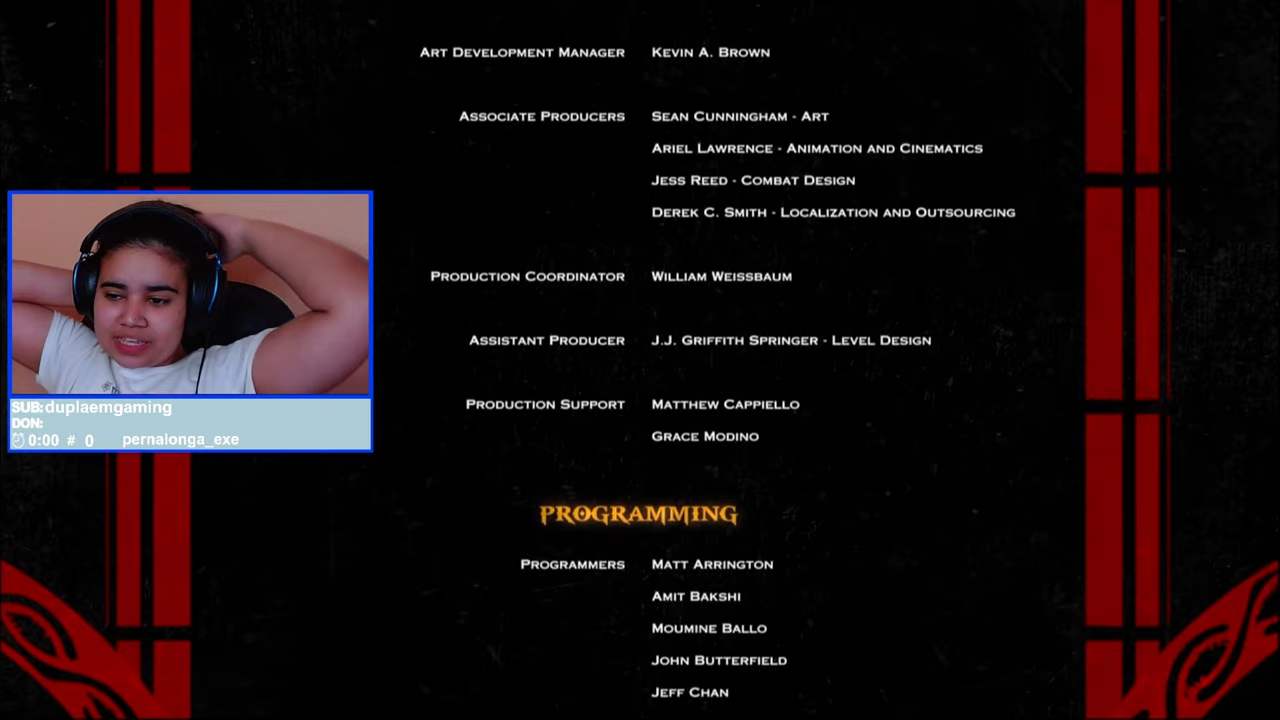 ART DEVELOPMENT MANAGER KEVIN A. BROWN
ASSOCIATE PRODUCERS SEAN CUNNINGHAM - ART
ARIEL LAWRENCE - ANIMATION AND CINEMATICS
JESS REED - COMBAT DESIGN
DEREK C. SMITH - LOCALIZATION AND OUTSOURCING
PRODUCTION COORDINATOR WILLIAM WEISSBAUM
ASSISTANT PRODUCER J.J. GRIFFITH SPRINGER - LEVEL DESIGN
PRODUCTION SUPPORT MATTHEW CAPPIELLO
GRACE MODINO
SUB: duplaemgaming
DON:
0:00 # 0 pernalonga_exe
PROGRAMMING
PROGRAMMERS MATT ARRINGTON
AMIT BAKSHI
MOUMINE BALLO
JOHN BUTTERFIELD
JEFF CHAN